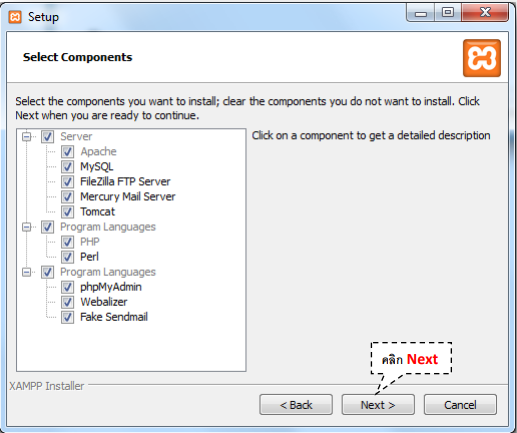 Setup
Select Components
Select the components you want to install; clear the components you do not want to install. Click
Next when you are ready to continue.
Server
Apache
MySQL
FileZilla FTP Server
Mercury Mail Server
Tomcat
Program Languages
PHP
Perl
Program Languages
phpMyAdmin
Webalizer
Fake Sendmail
Click on a component to get a detailed description
คลิก Next
XAMPP Installer
< Back
Next >
Cancel